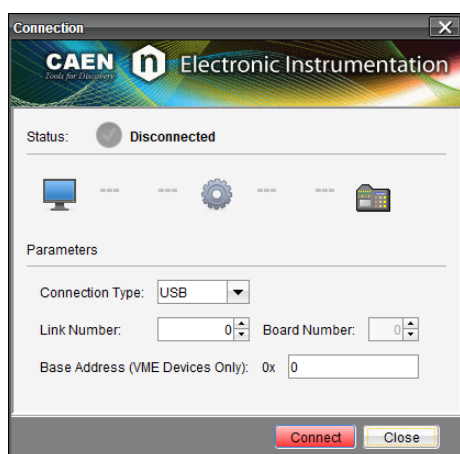 Connection
CAEN n Electronic Instrumentation
Tools for Discovery
Status: Disconnected
--- --- --- ---
Parameters
Connection Type: USB
Link Number: 0 Board Number: 0
Base Address (VME Devices Only): 0x 0
Connect Close